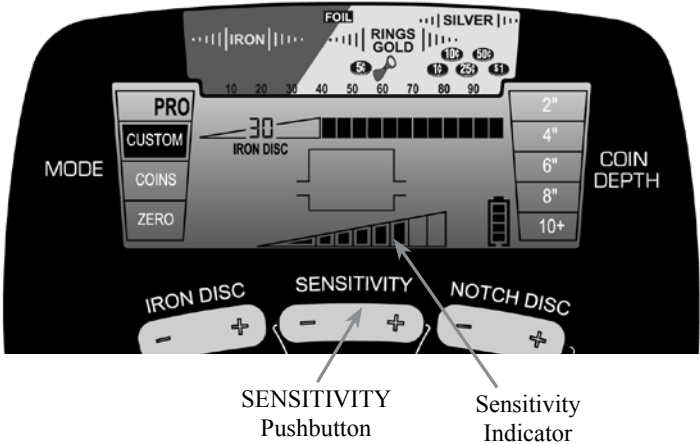 FOIL
IRON
RINGS
GOLD
SILVER
5¢
10¢ 50¢
1¢ 25¢ $1
10 20 30 40 50 60 70 80 90
MODE
PRO
CUSTOM
COINS
ZERO
30
IRON DISC
2"
4"
6"
8"
10+
COIN
DEPTH
IRON DISC
- +
SENSITIVITY
- +
NOTCH DISC
- +
SENSITIVITY
Pushbutton
Sensitivity
Indicator